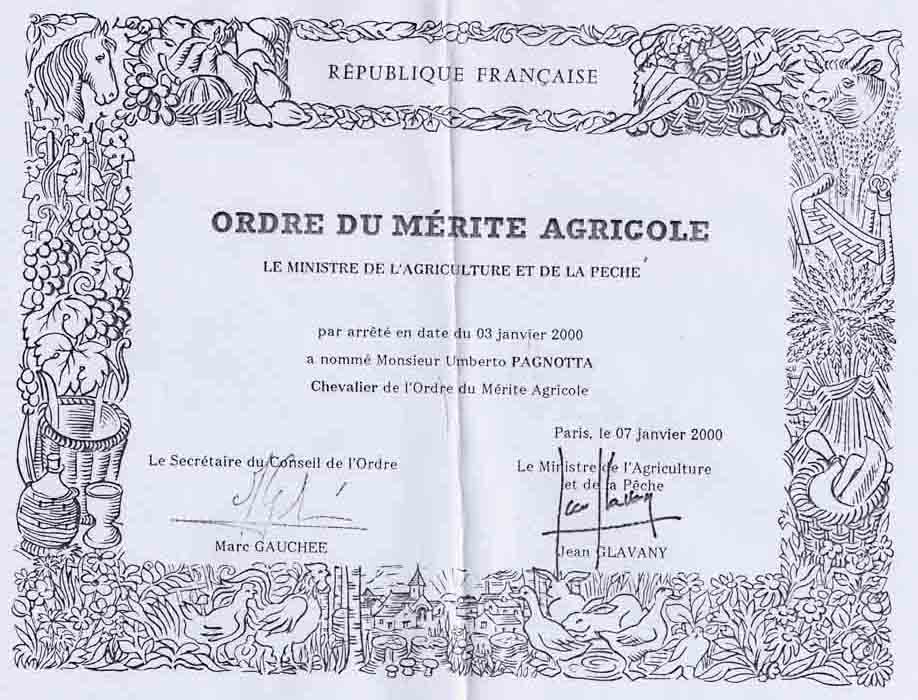 RÉPUBLIQUE FRANÇAISE
ORDRE DU MÉRITE AGRICOLE
LE MINISTRE DE L'AGRICULTURE ET DE LA PECHE
par arrêté en date du 03 janvier 2000
a nommé Monsieur Umberto PAGNOTTA
Chevalier de l'Ordre du Mérite Agricole
Paris, le 07 janvier 2000
Le Secrétaire du Conseil de l'Ordre
Le Ministre de l'Agriculture
et de la Pêche
Marc GAUCHEE
Jean GLAVANY